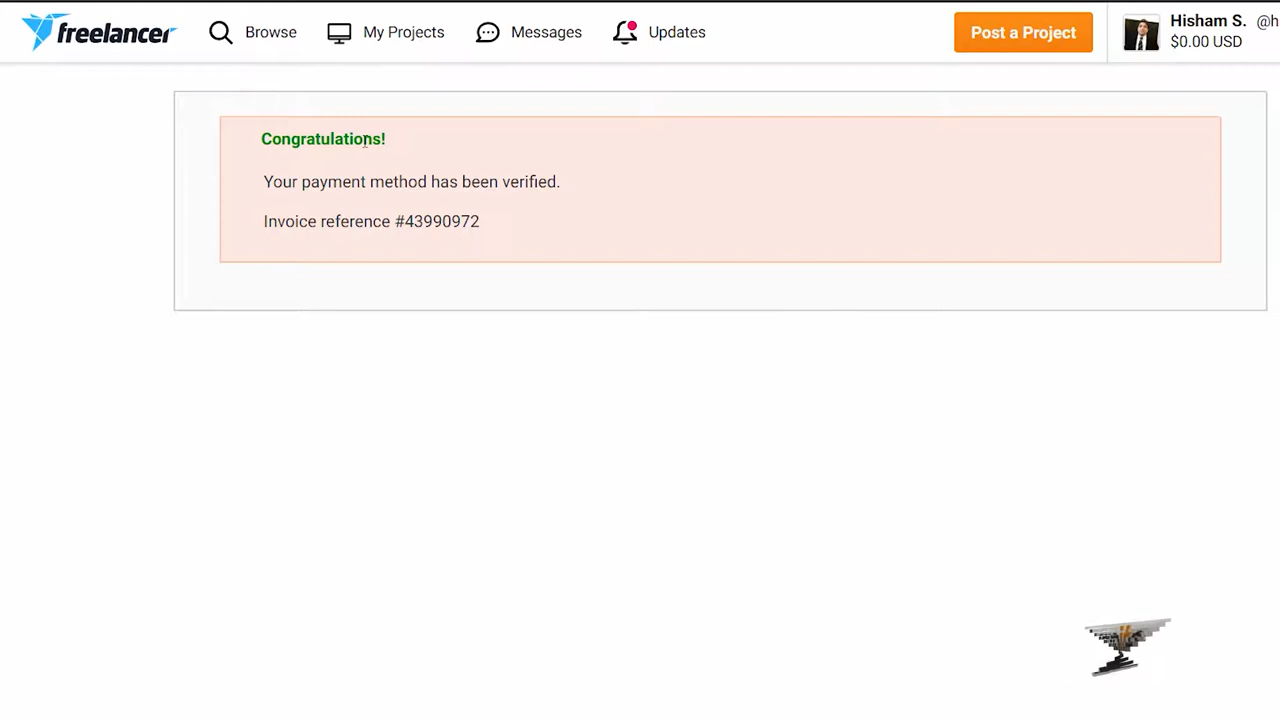 freelancer Browse My Projects Messages Updates Post a Project Hisham S. @h
$0.00 USD
Congratulations!
Your payment method has been verified.
Invoice reference #43990972